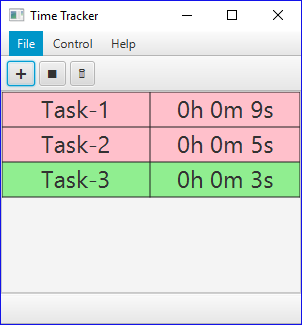 Time Tracker
File Control Help
Task-1 0h 0m 9s
Task-2 0h 0m 5s
Task-3 0h 0m 3s